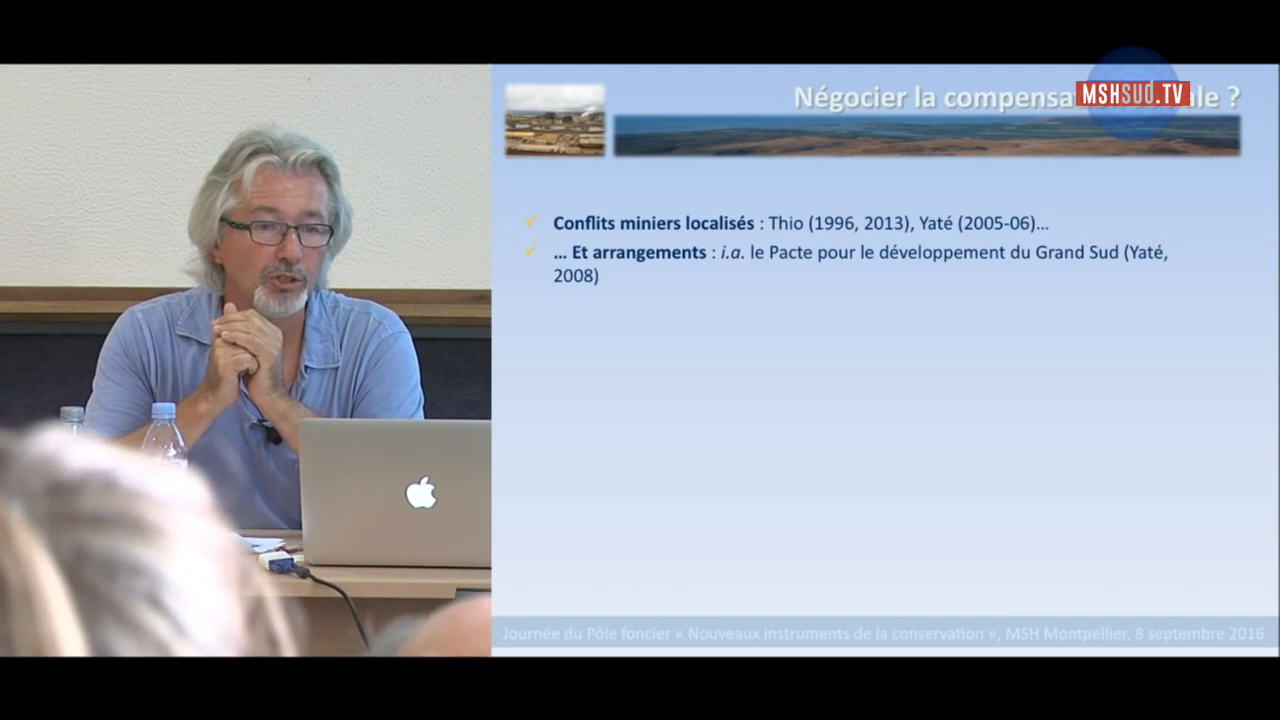 Négocier la
MSHSUD.TV
?
Conflits miniers localisés : Thio (1996, 2013), Yaté (2005-06)...
... Et arrangements : i.a. le Pacte pour le développement du Grand Sud (Yaté,
2008)
Journée du Pôle foncier « Nouveaux instruments de la conservation », MSH Montpellier, 8 septembre 2016